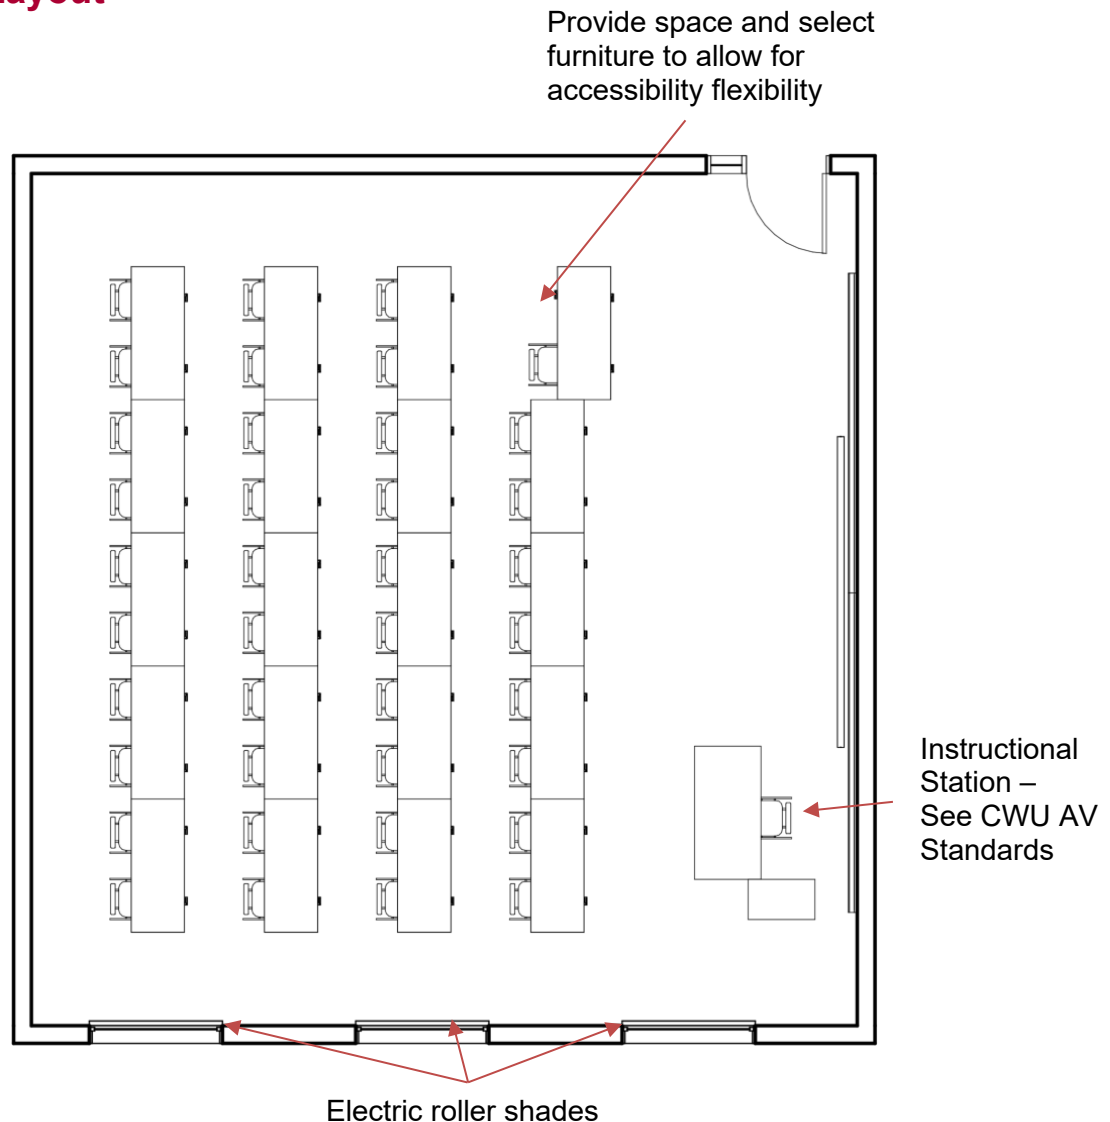 Provide space and select
furniture to allow for
accessibility flexibility
Instructional
Station –
See CWU AV
Standards
Electric roller shades